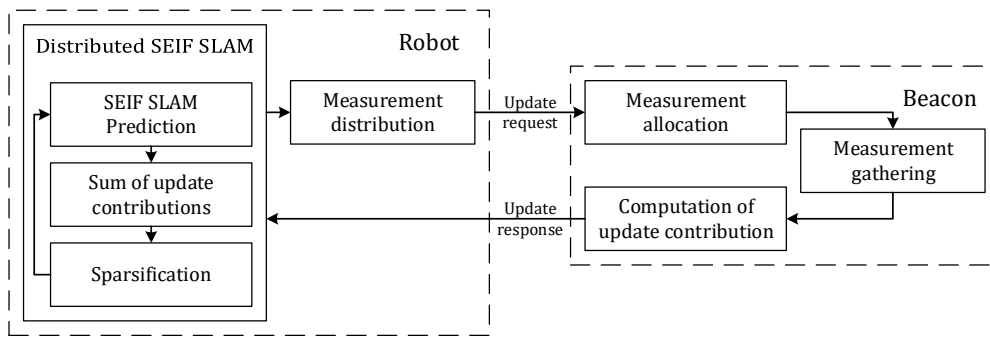 Distributed SEIF SLAM
Robot
SEIF SLAM
Prediction
Sum of update
contributions
Sparsification
Measurement
distribution
Update
request
Update
response
Beacon
Measurement
allocation
Measurement
gathering
Computation of
update contribution